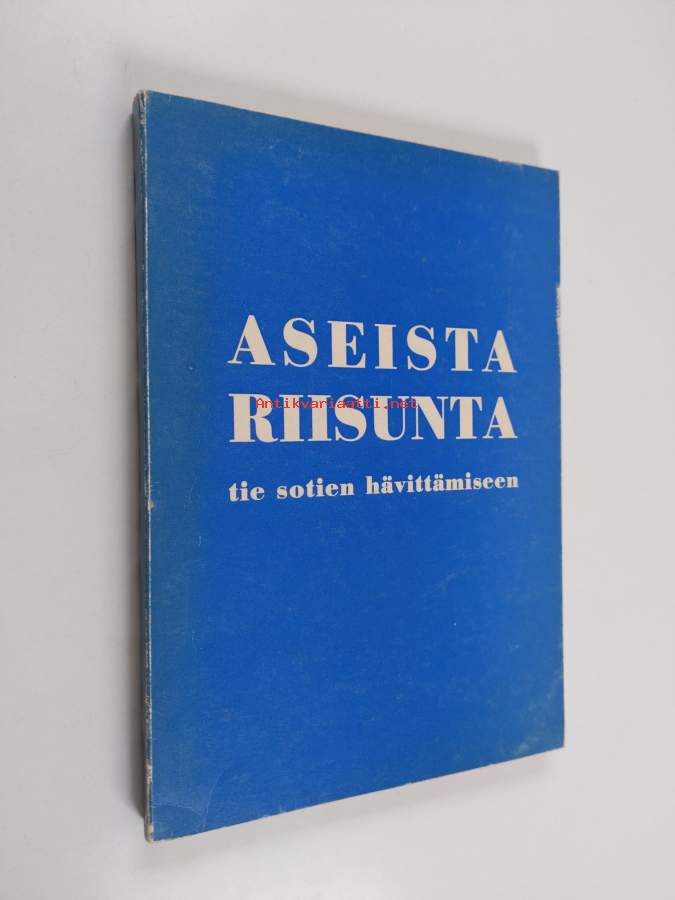 ASEISTA
Antikvariaatti.net
RIISUNTA
tie sotien hävittämiseen